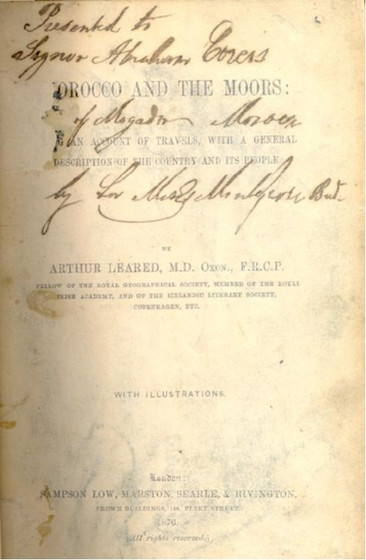 Presented to
Signor Abraham Corcos
MOROCCO AND THE MOORS:
of Mogador Morocco
BEING AN ACCOUNT OF TRAVELS, WITH A GENERAL
DESCRIPTION OF THE COUNTRY AND ITS PEOPLE.
by Sir Moses Montefiore Bart.
BY
ARTHUR LEARED, M.D. OXON., F.R.C.P.
FELLOW OF THE ROYAL GEOGRAPHICAL SOCIETY, MEMBER OF THE ROYAL
IRISH ACADEMY, AND OF THE ICELANDIC LITERARY SOCIETY,
COPENHAGEN, ETC.
WITH ILLUSTRATIONS.
London:
SAMPSON LOW, MARSTON, SEARLE, & RIVINGTON,
CROWN BUILDINGS, 188, FLEET STREET.
1876.
(All rights reserved.)